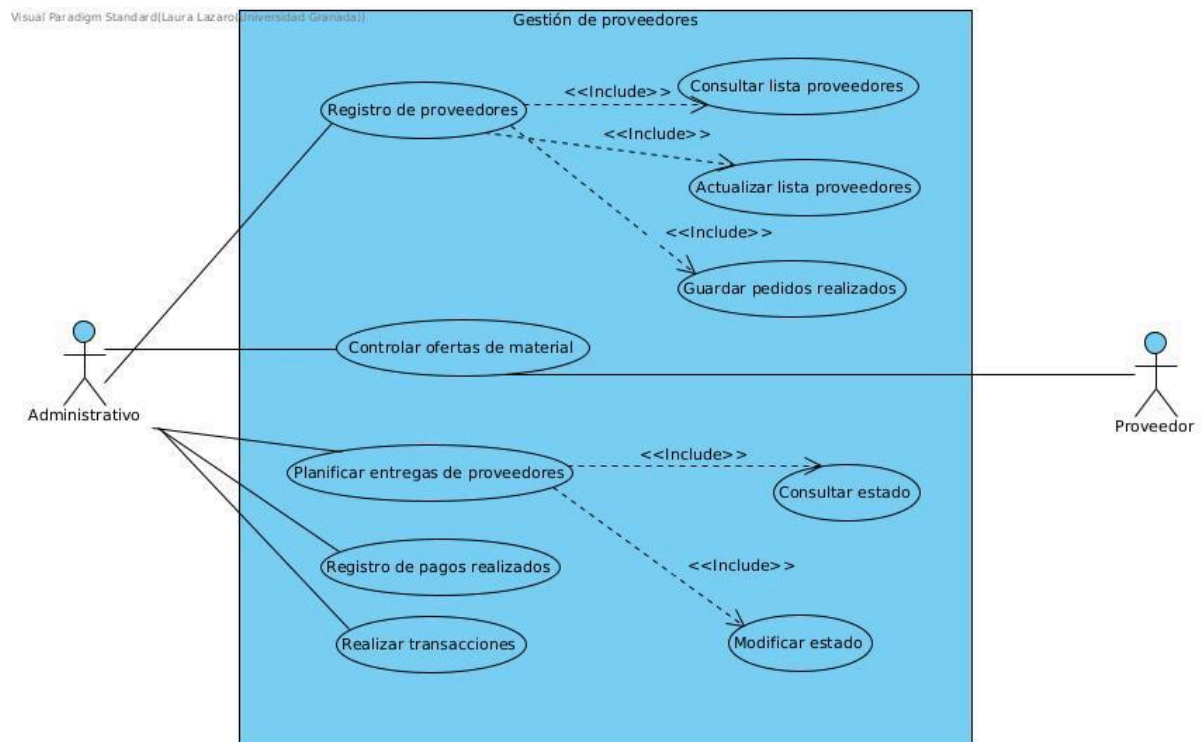 Visual Paradigm Standard(Laura Lazaro(Universidad Granada))
Gestión de proveedores
Consultar lista proveedores
<<Include>>
Registro de proveedores
<<Include>>
Actualizar lista proveedores
<<Include>>
Guardar pedidos realizados
Controlar ofertas de material
Administrativo
Proveedor
<<Include>>
Planificar entregas de proveedores
Consultar estado
<<Include>>
Registro de pagos realizados
Realizar transacciones
Modificar estado